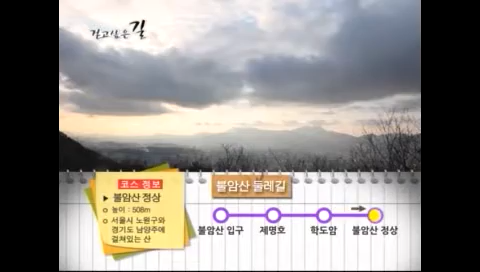 걷고싶은길
코스 정보
▶ 불암산 정상
높이 : 508m
서울시 노원구와
경기도 남양주에
걸쳐있는 산
불암산 둘레길
불암산 입구 제명호 학도암 불암산 정상